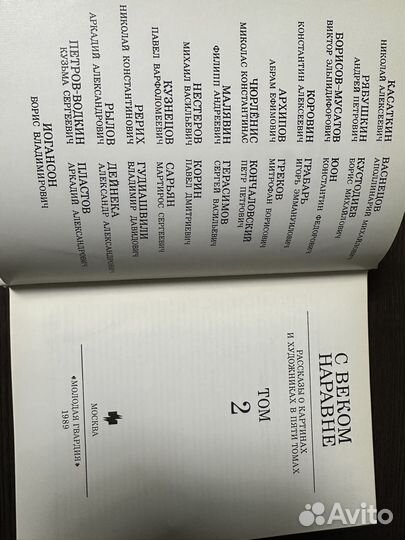 КАСАТКИН
НИКОЛАЙ АЛЕКСЕЕВИЧ
РЯБУШКИН
АНДРЕЙ ПЕТРОВИЧ
БОРИСОВ-МУСАТОВ
ВИКТОР ЭЛЬПИДИФОРОВИЧ
КОРОВИН
КОНСТАНТИН АЛЕКСЕЕВИЧ
АРХИПОВ
АБРАМ ЕФИМОВИЧ
ЧЮРЛЁНИС
МИКОЛАС КОНСТАНТИНАС
МАЛЯВИН
ФИЛИПП АНДРЕЕВИЧ
НЕСТЕРОВ
МИХАИЛ ВАСИЛЬЕВИЧ
КУЗНЕЦОВ
ПАВЕЛ ВАРФОЛОМЕЕВИЧ
РЕРИХ
НИКОЛАЙ КОНСТАНТИНОВИЧ
РЫЛОВ
АРКАДИЙ АЛЕКСАНДРОВИЧ
ПЕТРОВ-ВОДКИН
КУЗЬМА СЕРГЕЕВИЧ
ВАСНЕЦОВ
АПОЛЛИНАРИЙ МИХАЙЛОВИЧ
КУСТОДИЕВ
БОРИС МИХАЙЛОВИЧ
ЮОН
КОНСТАНТИН ФЕДОРОВИЧ
ГРАБАРЬ
ИГОРЬ ЭММАНУИЛОВИЧ
ГРЕКОВ
МИТРОФАН БОРИСОВИЧ
КОНЧАЛОВСКИЙ
ПЕТР ПЕТРОВИЧ
ГЕРАСИМОВ
СЕРГЕЙ ВАСИЛЬЕВИЧ
КОРИН
ПАВЕЛ ДМИТРИЕВИЧ
САРЬЯН
МАРТИРОС СЕРГЕЕВИЧ
ГУДИАШВИЛИ
ВЛАДИМИР ДАВИДОВИЧ
ДЕЙНЕКА
АЛЕКСАНДР АЛЕКСАНДРОВИЧ
ПЛАСТОВ
АРКАДИЙ АЛЕКСАНДРОВИЧ
ИОГАНСОН
БОРИС ВЛАДИМИРОВИЧ
С ВЕКОМ
НАРАВНЕ
РАССКАЗЫ О КАРТИНАХ
И ХУДОЖНИКАХ В ПЯТИ ТОМАХ
ТОМ
2
МОСКВА
«МОЛОДАЯ ГВАРДИЯ»
1989
Avito